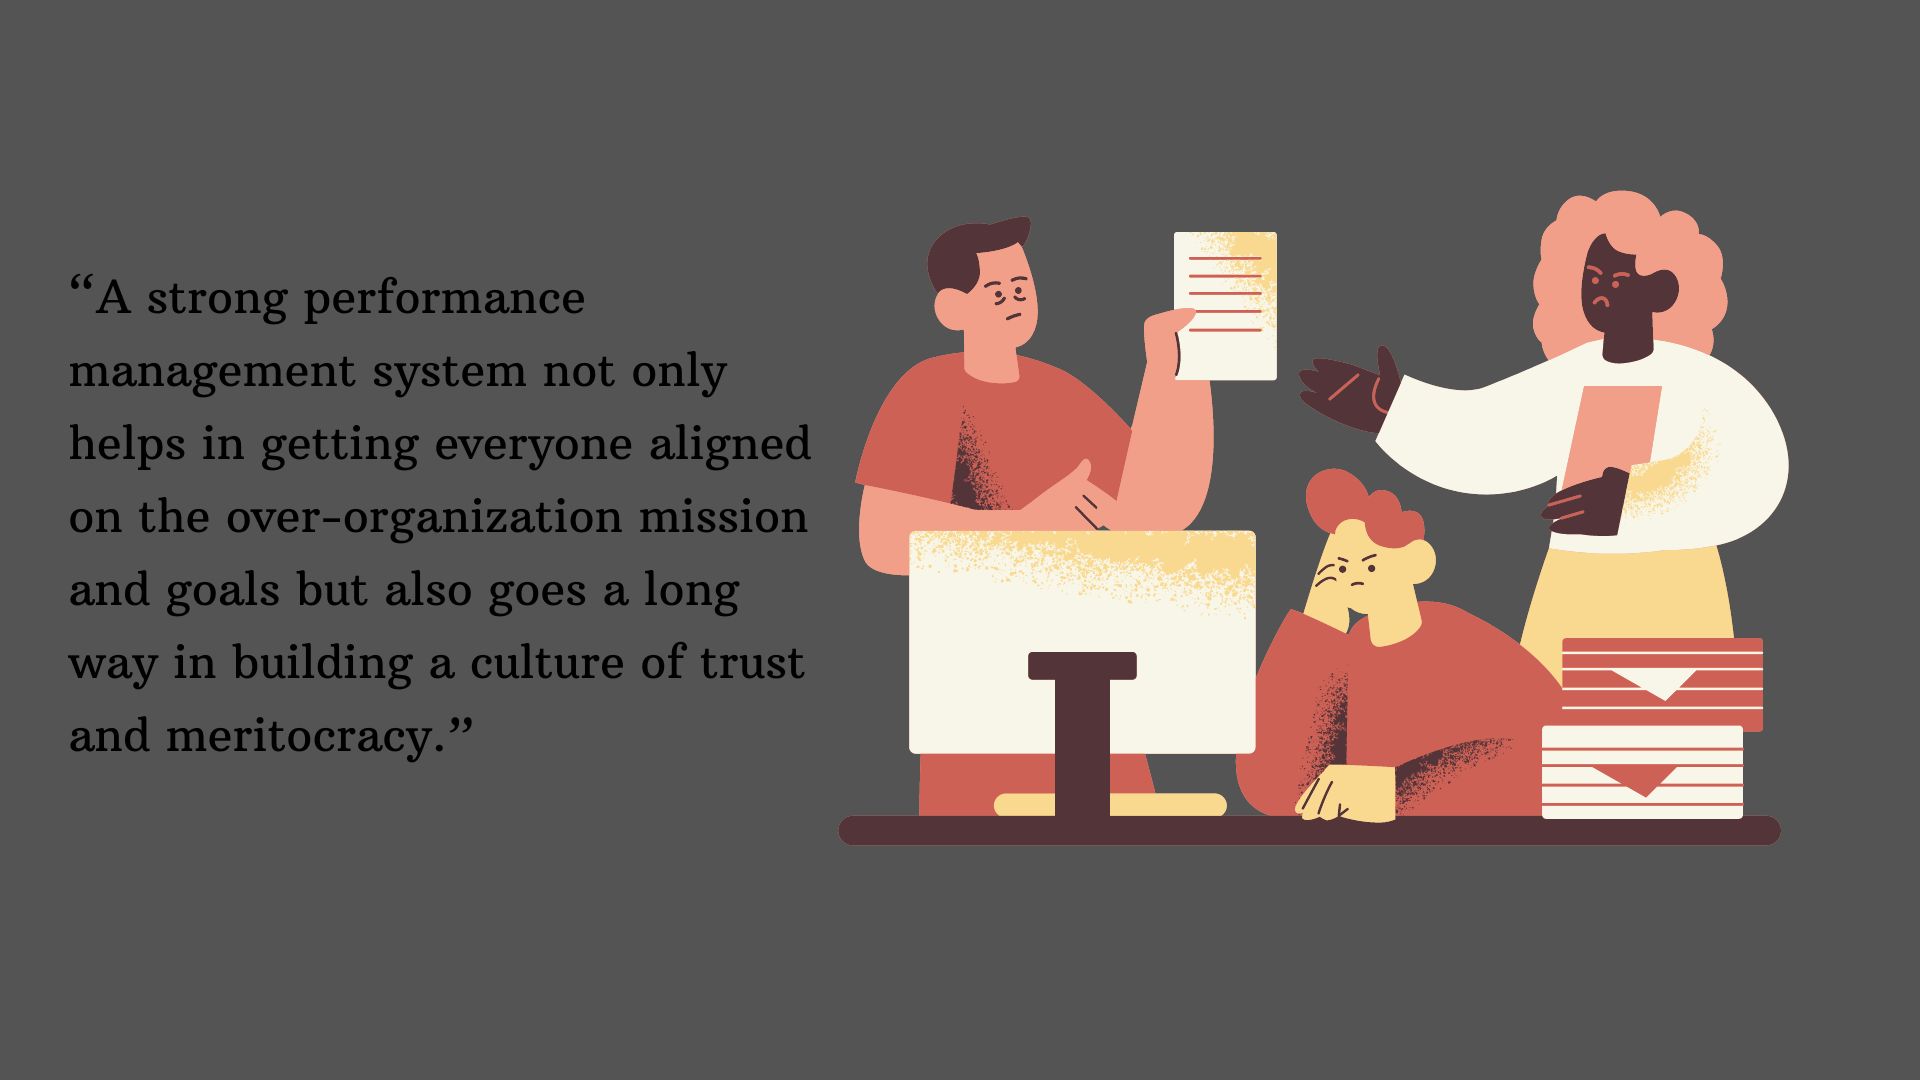 “A strong performance
management system not only
helps in getting everyone aligned
on the over-organization mission
and goals but also goes a long
way in building a culture of trust
and meritocracy.”